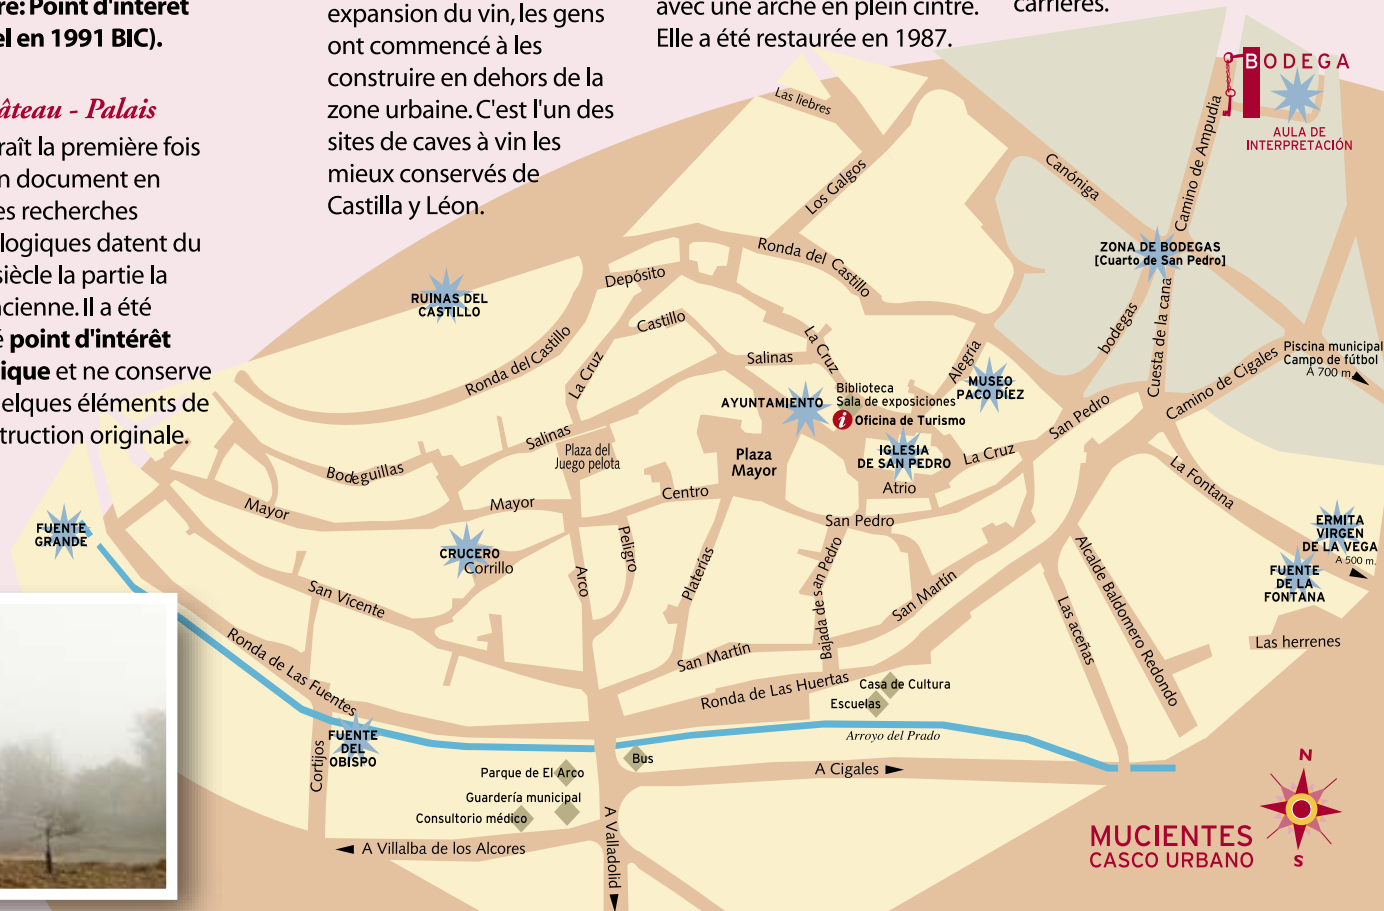 re: Point d'intérêt
el en 1991 BIC).
âteau - Palais
raît la première fois
n document en
es recherches
logiques datent du
siècle la partie la
ncienne. Il a été
é point d'intérêt
ique et ne conserve
uelques éléments de
struction originale.
expansion du vin, les gens
ont commencé à les
construire en dehors de la
zone urbaine. C'est l'un des
sites de caves à vin les
mieux conservés de
Castilla y Léon.
avec une arche en plein cintre.
Elle a été restaurée en 1987.
carrières.
BODEGA
AULA DE
INTERPRETACIÓN
Las liebres
Los Galgos
Canóniga
Camino de Ampudia
ZONA DE BODEGAS
[Cuarto de San Pedro]
Ronda del Castillo
Depósito
RUINAS DEL
CASTILLO
Castillo
La Cruz
Ronda del Castillo
La Cruz
Salinas
Alegría
bodegas
Cuesta de la cana
Camino de Cigales
Piscina municipal
Campo de fútbol
A 700 m.
MUSEO
PACO DÍEZ
Biblioteca
Sala de exposiciones
AYUNTAMIENTO
i Oficina de Turismo
San Pedro
Salinas
Plaza del
Juego pelota
Plaza
Mayor
IGLESIA
DE SAN PEDRO
La Cruz
Bodeguillas
Atrio
Centro
La Fontana
Mayor
Mayor
San Pedro
FUENTE
GRANDE
ERMITA
VIRGEN
DE LA VEGA
A 500 m.
CRUCERO
Corrillo
Peligro
Arco
Platerías
Bajada de san Pedro
San Martín
Alcalde Baldomero Redondo
FUENTE
DE LA
FONTANA
San Vicente
Las aceñas
Las herrenes
Ronda de Las Fuentes
San Martín
Ronda de Las Huertas
Casa de Cultura
Escuelas
FUENTE
DEL
OBISPO
Arroyo del Prado
Cortijos
Bus
Parque de El Arco
A Cigales
Guardería municipal
Consultorio médico
A Villalba de los Alcores
A Valladolid
N
S
MUCIENTES
CASCO URBANO